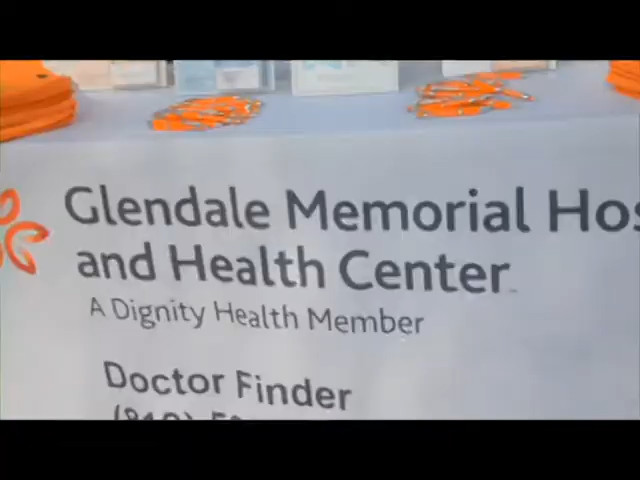 Glendale Memorial Hos
and Health Center
A Dignity Health Member
Doctor Finder